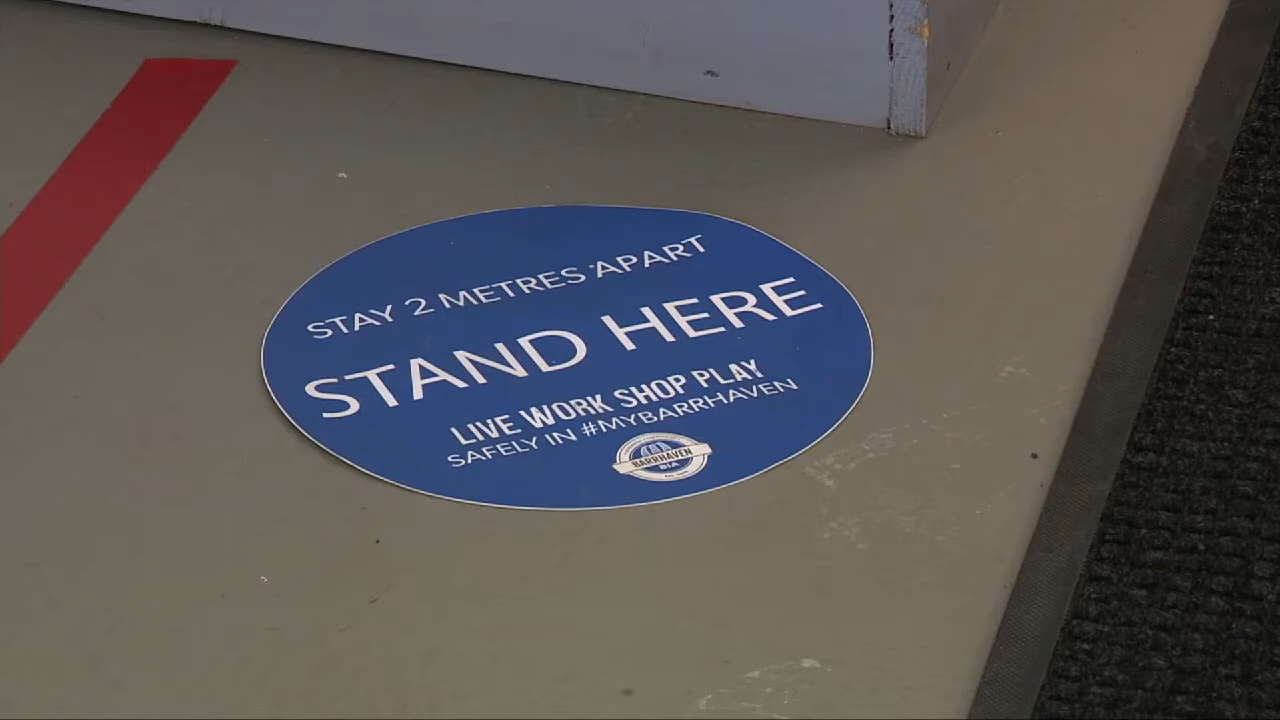 STAY 2 METRES APART
STAND HERE
LIVE WORK SHOP PLAY
SAFELY IN #MYBARRHAVEN
BARRHAVEN
BIA